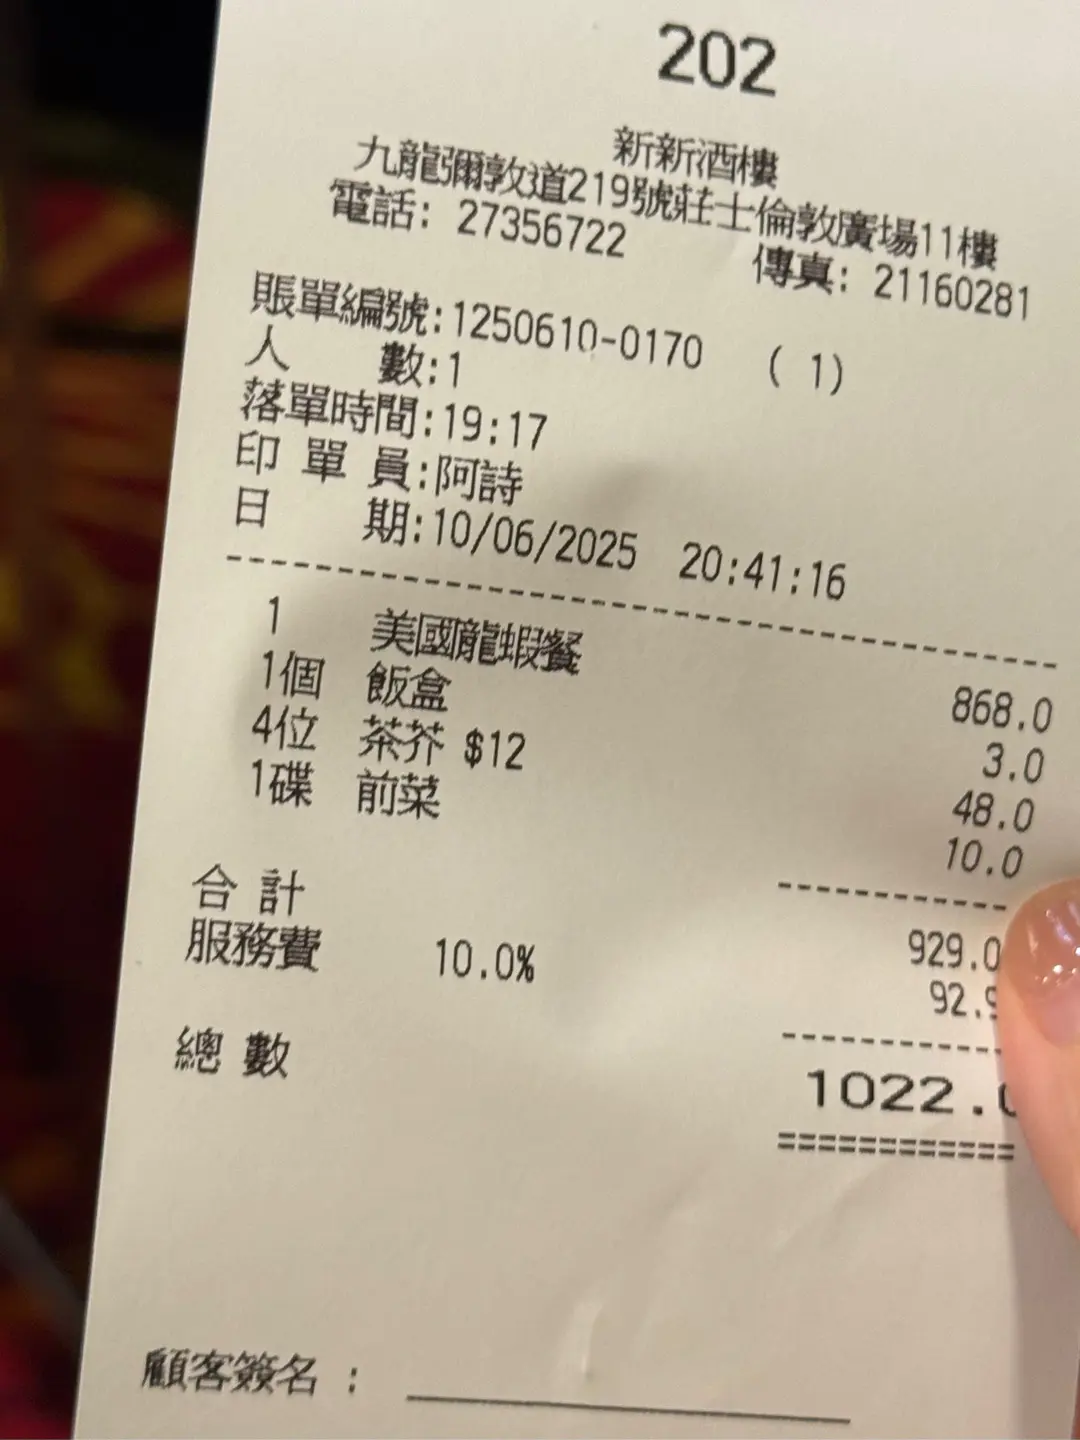 202
新新酒樓
九龍彌敦道219號莊士倫敦廣場11樓
電話: 27356722 傳真: 21160281
賬單編號:1250610-0170 ( 1)
人 數:1
落單時間:19:17
印 單 員:阿詩
日 期:10/06/2025 20:41:16
1 美國龍蝦餐 868.0
1個 飯盒 3.0
4位 茶芥 $12 48.0
1碟 前菜 10.0
合 計 929.0
服務費 10.0% 92.9
總 數 1022.0
顧客簽名 :